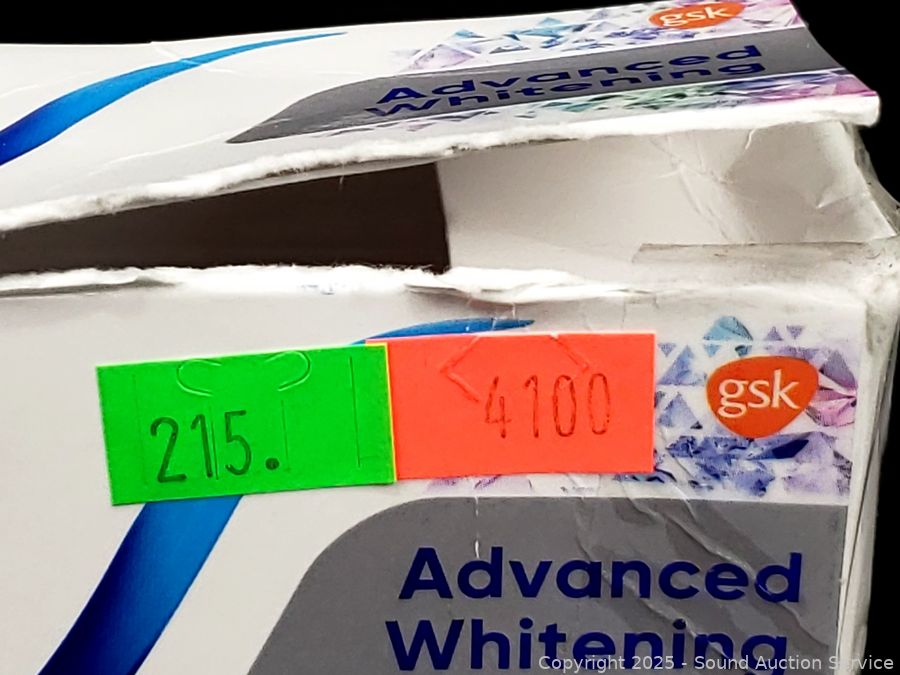 gsk
Advanced
Whitening
215.
4100
gsk
Advanced
Whitening
Copyright 2025 - Sound Auction Service